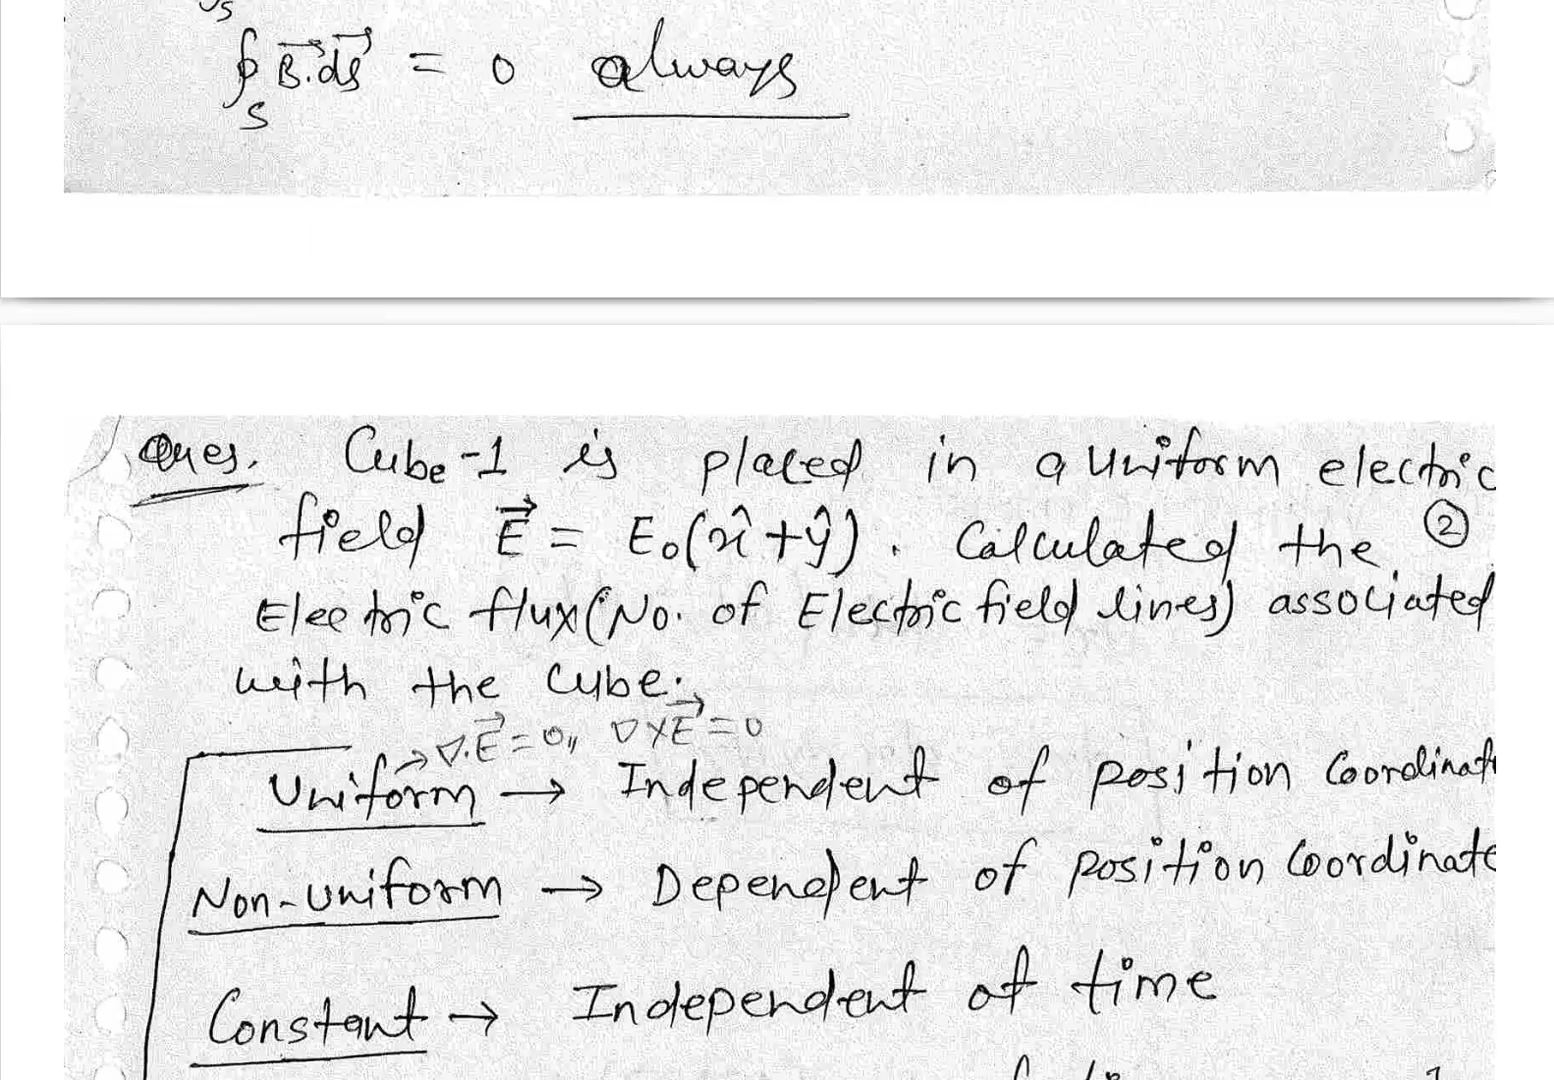 ∮_S B⃗.ds⃗ = 0 always
Ques. Cube-1 is placed in a uniform electric
field E⃗ = E₀(x̂+ŷ). Calculated the ②
Electric flux (No. of Electric field lines) associated
with the cube.
→ ∇.E⃗ = 0,, ∇×E⃗ = 0
Uniform → Independent of position Coordinate
Non-uniform → Dependent of position Coordinate
Constant → Independent of time